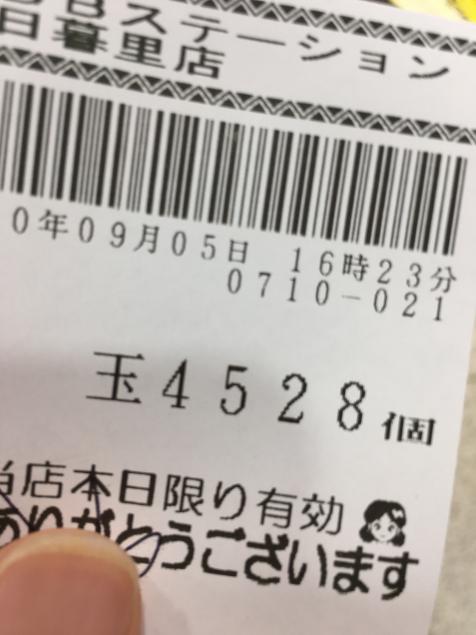 Bステーション
日暮里店
0年09月05日 16時23分
0710-021
玉4528個
当店本日限り有効
ありがとうございます